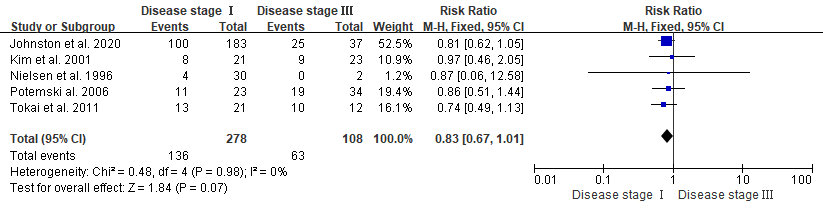 Disease stage Ⅰ Disease stage III Risk Ratio Risk Ratio
Study or Subgroup Events Total Events Total Weight M-H, Fixed, 95% CI M-H, Fixed, 95% CI
Johnston et al. 2020 100 183 25 37 52.5% 0.81 [0.62, 1.05]
Kim et al. 2001 8 21 9 23 10.9% 0.97 [0.46, 2.05]
Nielsen et al. 1996 4 30 0 2 1.2% 0.87 [0.06, 12.58]
Potemski al. 2006 11 23 19 34 19.4% 0.86 [0.51, 1.44]
Tokai et al. 2011 13 21 10 12 16.1% 0.74 [0.49, 1.13]
Total (95% CI) 278 108 100.0% 0.83 [0.67, 1.01]
Total events 136 63
Heterogeneity: Chi² = 0.48, df = 4 (P = 0.98); I² = 0%
Test for overall effect: Z = 1.84 (P = 0.07)
0.01 0.1 1 10 100
Disease stage Ⅰ Disease stage III